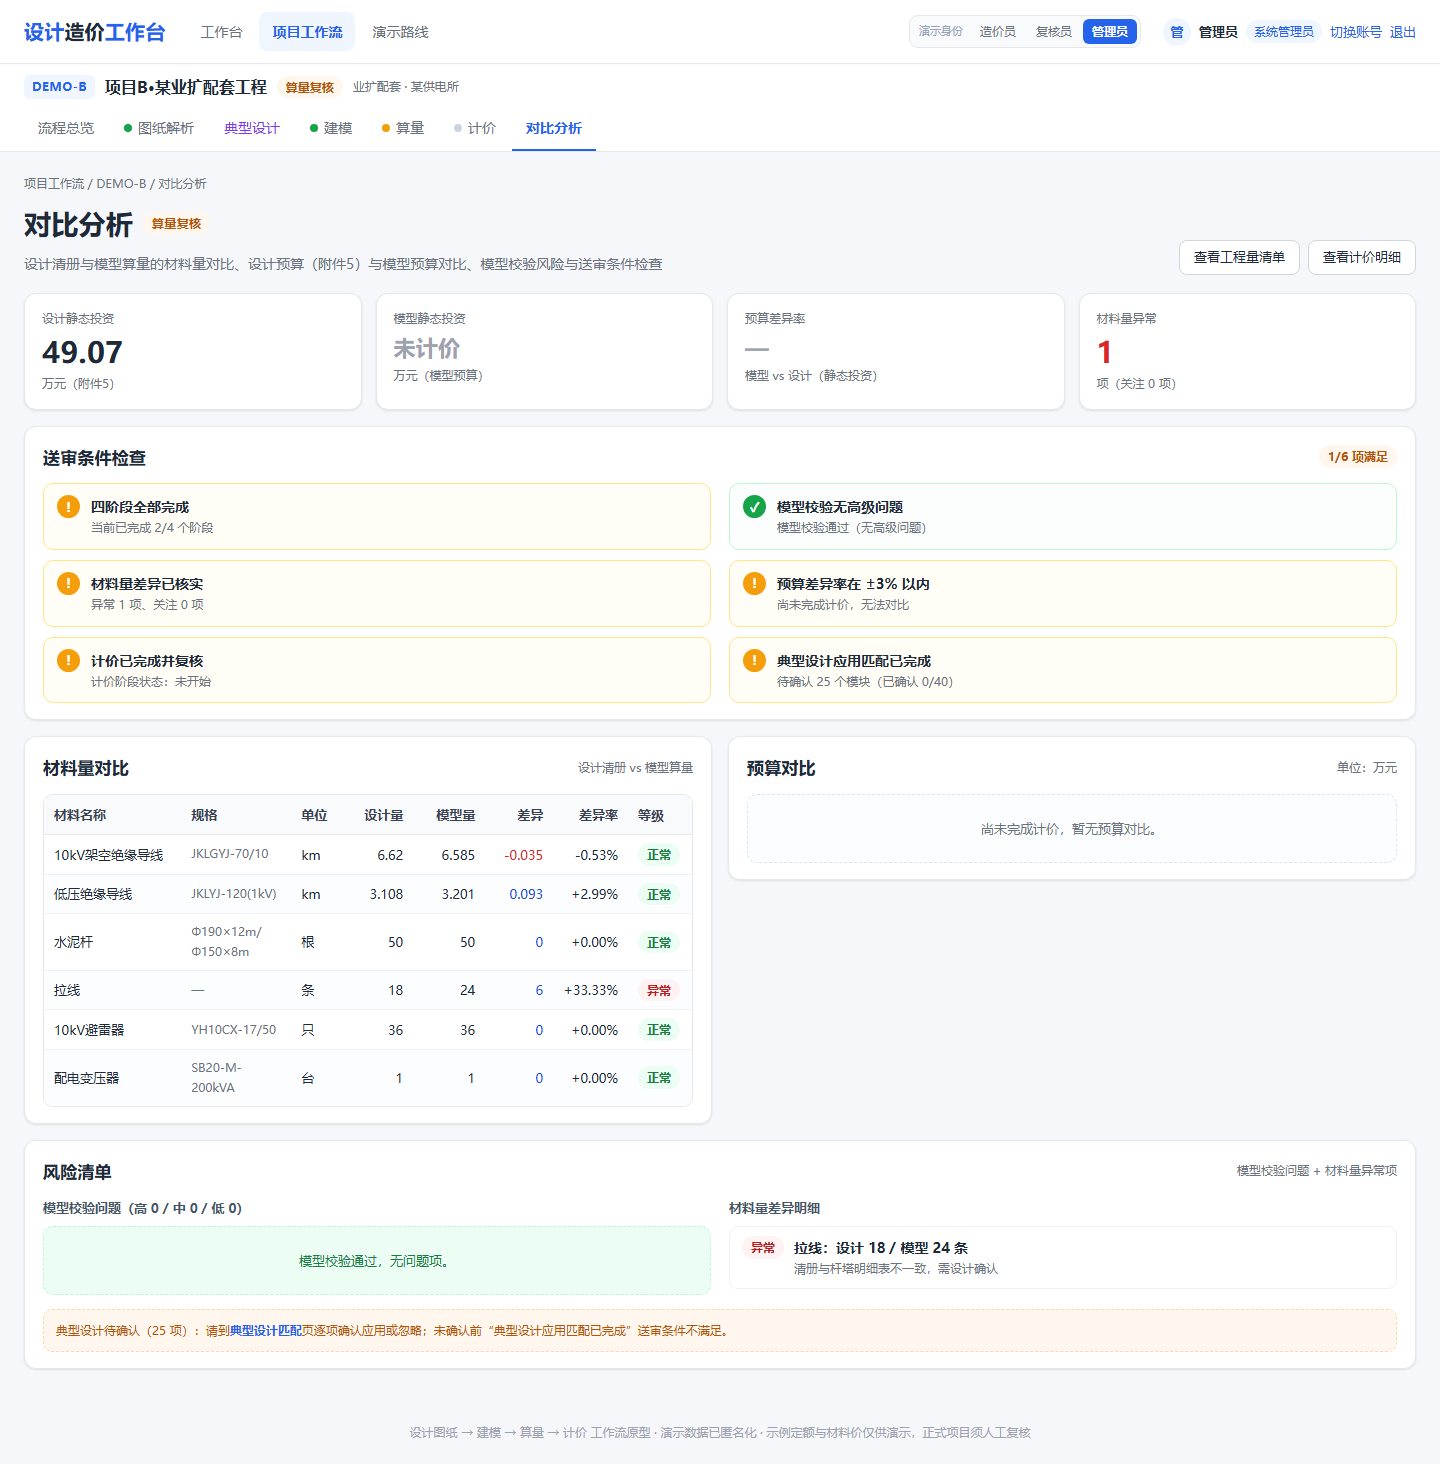 设计造价工作台
工作台
项目工作流
演示路线
演示身份
造价员
复核员
管理员
管
管理员
系统管理员
切换账号
退出
DEMO-B
项目B·某业扩配套工程
算量复核
业扩配套 · 某供电所
流程总览
图纸解析
典型设计
建模
算量
计价
对比分析
项目工作流 / DEMO-B / 对比分析
对比分析
算量复核
设计清册与模型算量的材料量对比、设计预算（附件5）与模型预算对比、模型校验风险与送审条件检查
查看工程量清单
查看计价明细
设计静态投资
49.07
万元（附件5）
模型静态投资
未计价
万元（模型预算）
预算差异率
—
模型 vs 设计（静态投资）
材料量异常
1
项（关注 0 项）
送审条件检查
1/6 项满足
! 四阶段全部完成
当前已完成 2/4 个阶段
✓ 模型校验无高级问题
模型校验通过（无高级问题）
! 材料量差异已核实
异常 1 项、关注 0 项
! 预算差异率在 ±3% 以内
尚未完成计价，无法对比
! 计价已完成并复核
计价阶段状态：未开始
! 典型设计应用匹配已完成
待确认 25 个模块（已确认 0/40）
材料量对比
设计清册 vs 模型算量
材料名称 规格 单位 设计量 模型量 差异 差异率 等级
10kV架空绝缘导线 JKLGYJ-70/10 km 6.62 6.585 -0.035 -0.53% 正常
低压绝缘导线 JKLYJ-120(1kV) km 3.108 3.201 0.093 +2.99% 正常
水泥杆 Φ190×12m/ 根 50 50 0 +0.00% 正常
Φ150×8m
拉线 — 条 18 24 6 +33.33% 异常
10kV避雷器 YH10CX-17/50 只 36 36 0 +0.00% 正常
配电变压器 SB20-M- 台 1 1 0 +0.00% 正常
200kVA
预算对比
单位：万元
尚未完成计价，暂无预算对比。
风险清单
模型校验问题 + 材料量异常项
模型校验问题（高 0 / 中 0 / 低 0）
模型校验通过，无问题项。
材料量差异明细
异常 拉线：设计 18 / 模型 24 条
清册与杆塔明细表不一致，需设计确认
典型设计待确认（25 项）：请到典型设计匹配页逐项确认应用或忽略；未确认前“典型设计应用匹配已完成”送审条件不满足。
设计图纸 → 建模 → 算量 → 计价 工作流原型 · 演示数据已匿名化 · 示例定额与材料价仅供演示，正式项目须人工复核